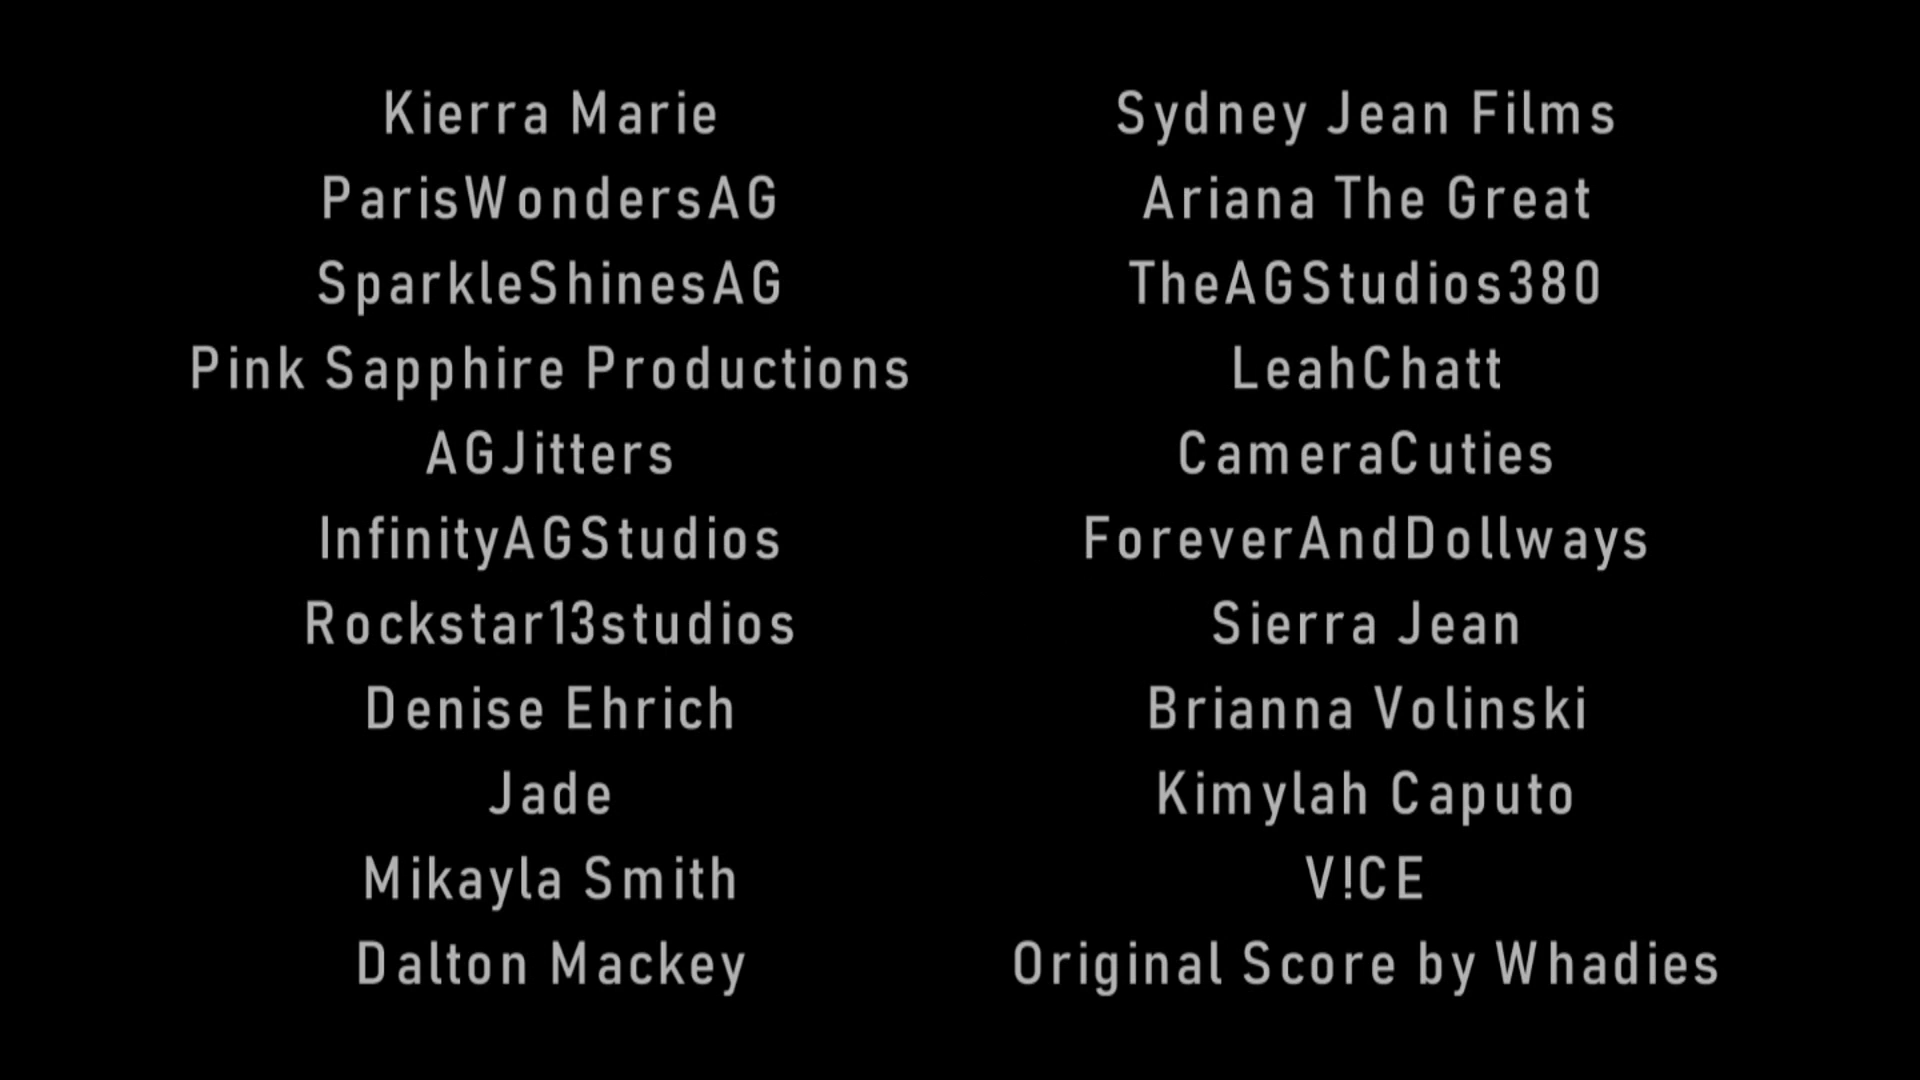 Kierra Marie
ParisWondersAG
SparkleShinesAG
Pink Sapphire Productions
AGJitters
InfinityAGStudios
Rockstar13studios
Denise Ehrich
Jade
Mikayla Smith
Dalton Mackey
Sydney Jean Films
Ariana The Great
TheAGStudios380
LeahChatt
CameraCuties
ForeverAndDollways
Sierra Jean
Brianna Volinski
Kimylah Caputo
V!CE
Original Score by Whadies